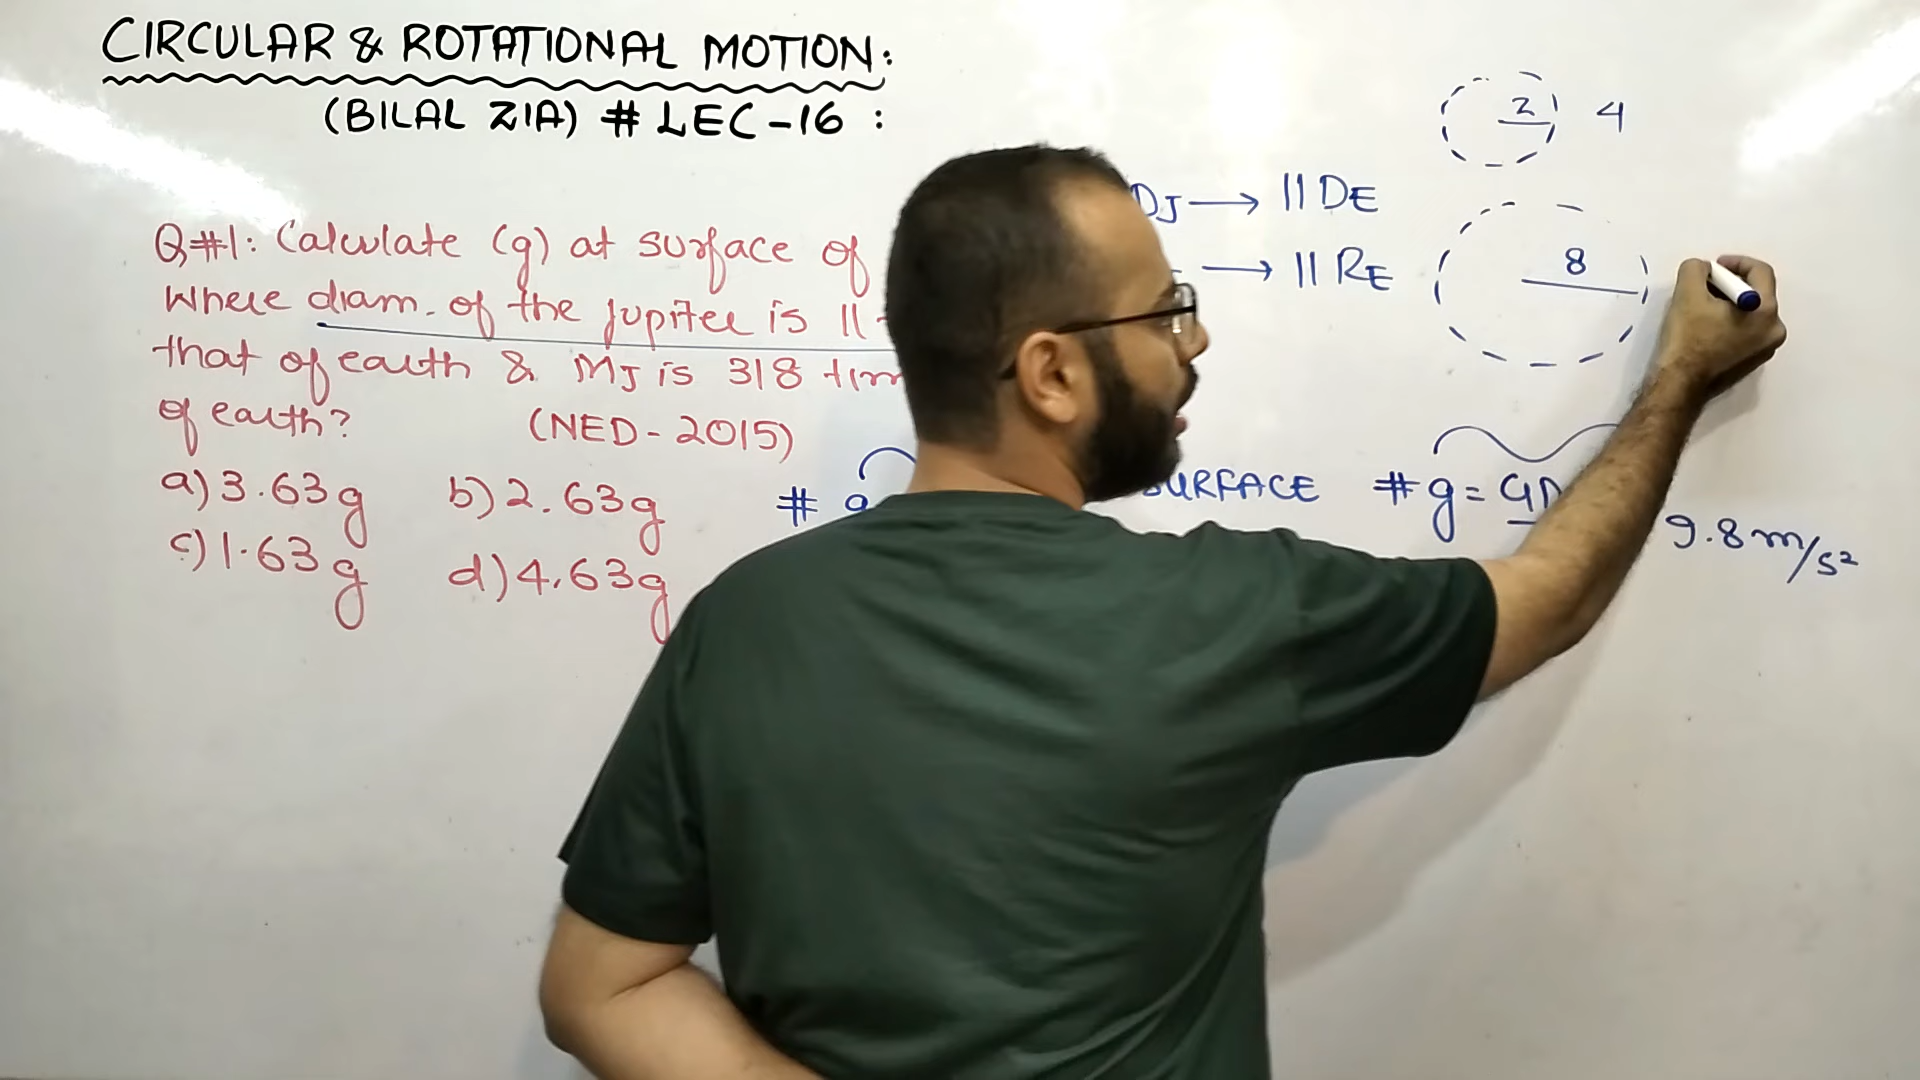 CIRCULAR & ROTATIONAL MOTION:
(BILAL ZIA) # LEC-16 :
Q#1: Calculate (g) at surface of
Where diam. of the jupiter is 11
that of earth & MJ is 318
of earth?
(NED-2015)
a) 3.63g b) 2.63g
c) 1.63g d) 4.63g
DJ → 11 DE
→ 11 RE
2 4
8
SURFACE # g =
9.8 m/s²